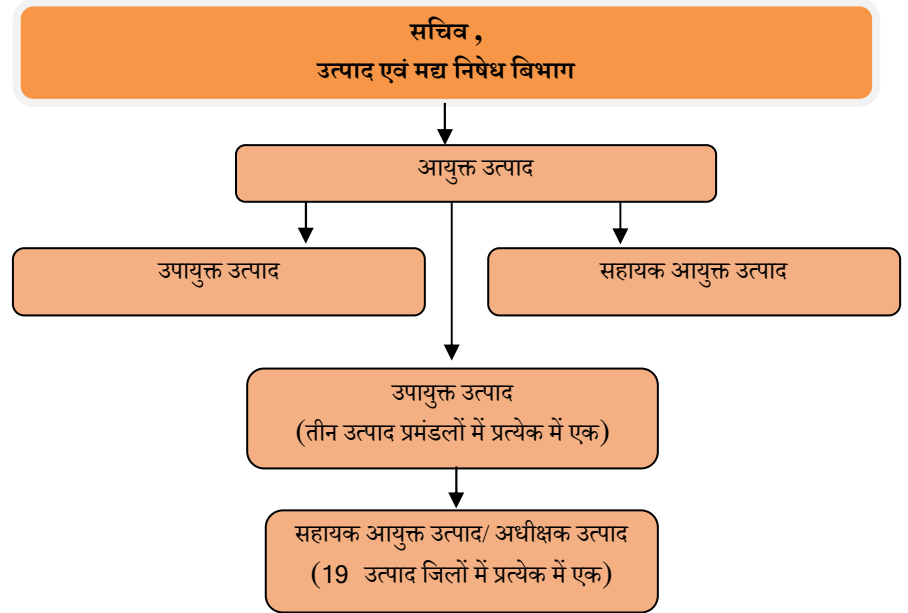 सचिव ,
उत्पाद एवं मद्य निषेध बिभाग
आयुक्त उत्पाद
उपायुक्त उत्पाद
सहायक आयुक्त उत्पाद
उपायुक्त उत्पाद
(तीन उत्पाद प्रमंडलों में प्रत्येक में एक)
सहायक आयुक्त उत्पाद/ अधीक्षक उत्पाद
(19 उत्पाद जिलों में प्रत्येक में एक)